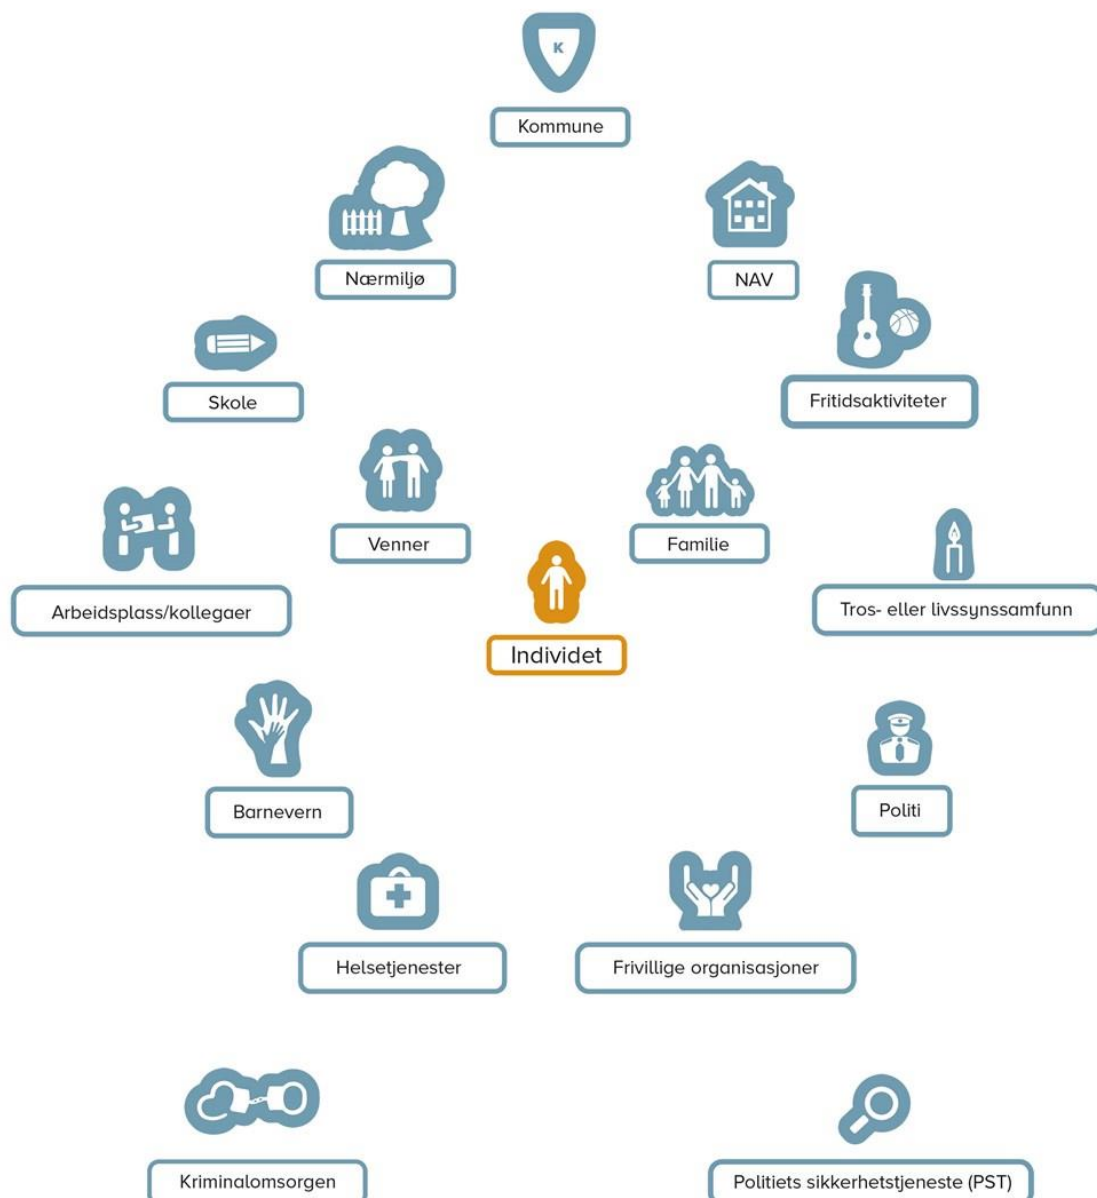 K
Kommune
Nærmiljø
NAV
Skole
Fritidsaktiviteter
Venner
Familie
Arbeidsplass/kollegaer
Tros- eller livssynssamfunn
Individet
Barnevern
Politi
Helsetjenester
Frivillige organisasjoner
Kriminalomsorgen
Politiets sikkerhetstjeneste (PST)